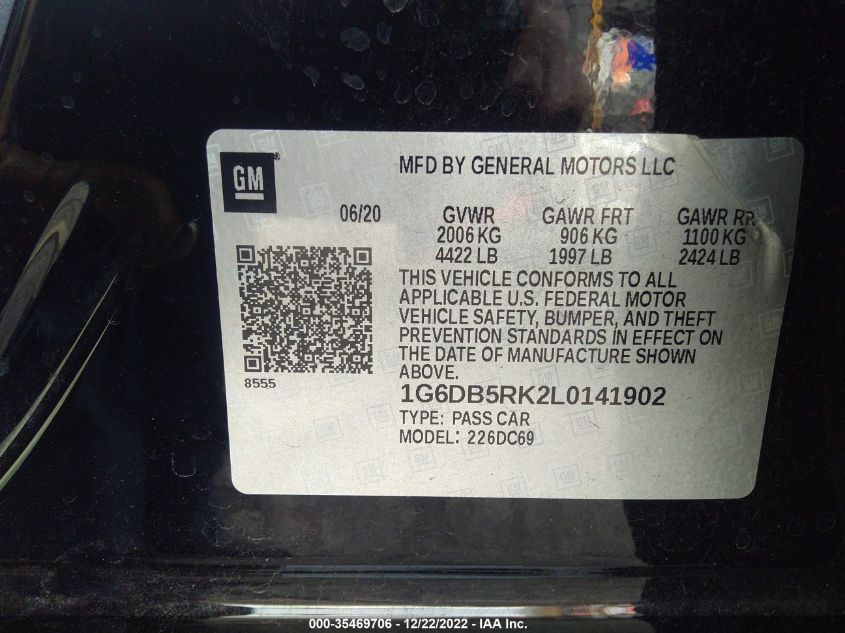 GM
MFD BY GENERAL MOTORS LLC
06/20 GVWR GAWR FRT GAWR RR
2006 KG 906 KG 1100 KG
4422 LB 1997 LB 2424 LB
THIS VEHICLE CONFORMS TO ALL
APPLICABLE U.S. FEDERAL MOTOR
VEHICLE SAFETY, BUMPER, AND THEFT
PREVENTION STANDARDS IN EFFECT ON
THE DATE OF MANUFACTURE SHOWN
ABOVE.
8555
1G6DB5RK2L0141902
TYPE: PASS CAR
MODEL: 226DC69
000-35469706 - 12/22/2022 - IAA Inc.